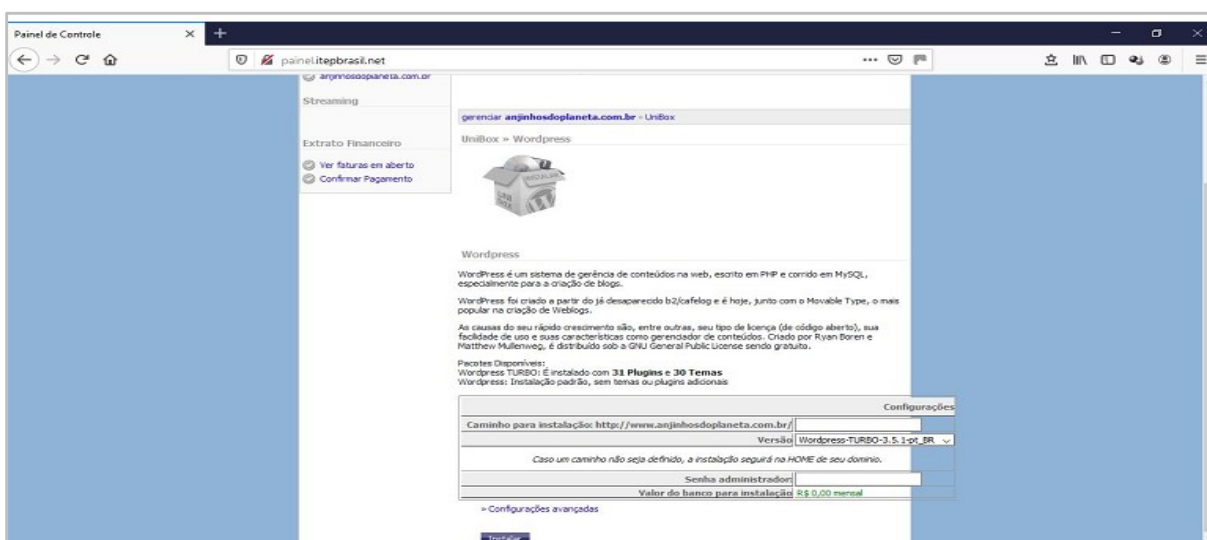 Painel de Controle
painel.itepbrasil.net
anjinhosdoplaneta.com.br
Streaming
Extrato Financeiro
Ver faturas em aberto
Confirmar Pagamento
gerenciar anjinhosdoplaneta.com.br - UniBox
UniBox » Wordpress
INSTALAR
UNI
BOX
Wordpress
WordPress é um sistema de gerência de conteúdos na web, escrito em PHP e corrido em MySQL,
especialmente para a criação de blogs.
WordPress foi criado a partir do já desaparecido b2/cafelog e é hoje, junto com o Movable Type, o mais
popular na criação de Weblogs.
As causas do seu rápido crescimento são, entre outras, seu tipo de licença (de código aberto), sua
facilidade de uso e suas características como gerenciador de conteúdos. Criado por Ryan Boren e
Matthew Mullenweg, é distribuído sob a GNU General Public License sendo gratuito.
Pacotes Disponíveis:
Wordpress TURBO: É instalado com 31 Plugins e 30 Temas
Wordpress: Instalação padrão, sem temas ou plugins adicionais
Configurações
Caminho para instalação: http://www.anjinhosdoplaneta.com.br/
Versão Wordpress-TURBO-3.5.1-pt_BR
Caso um caminho não seja definido, a instalação seguirá na HOME de seu dominio.
Senha administrador:
Valor do banco para instalação R$ 0,00 mensal
» Configurações avançadas
Instalar